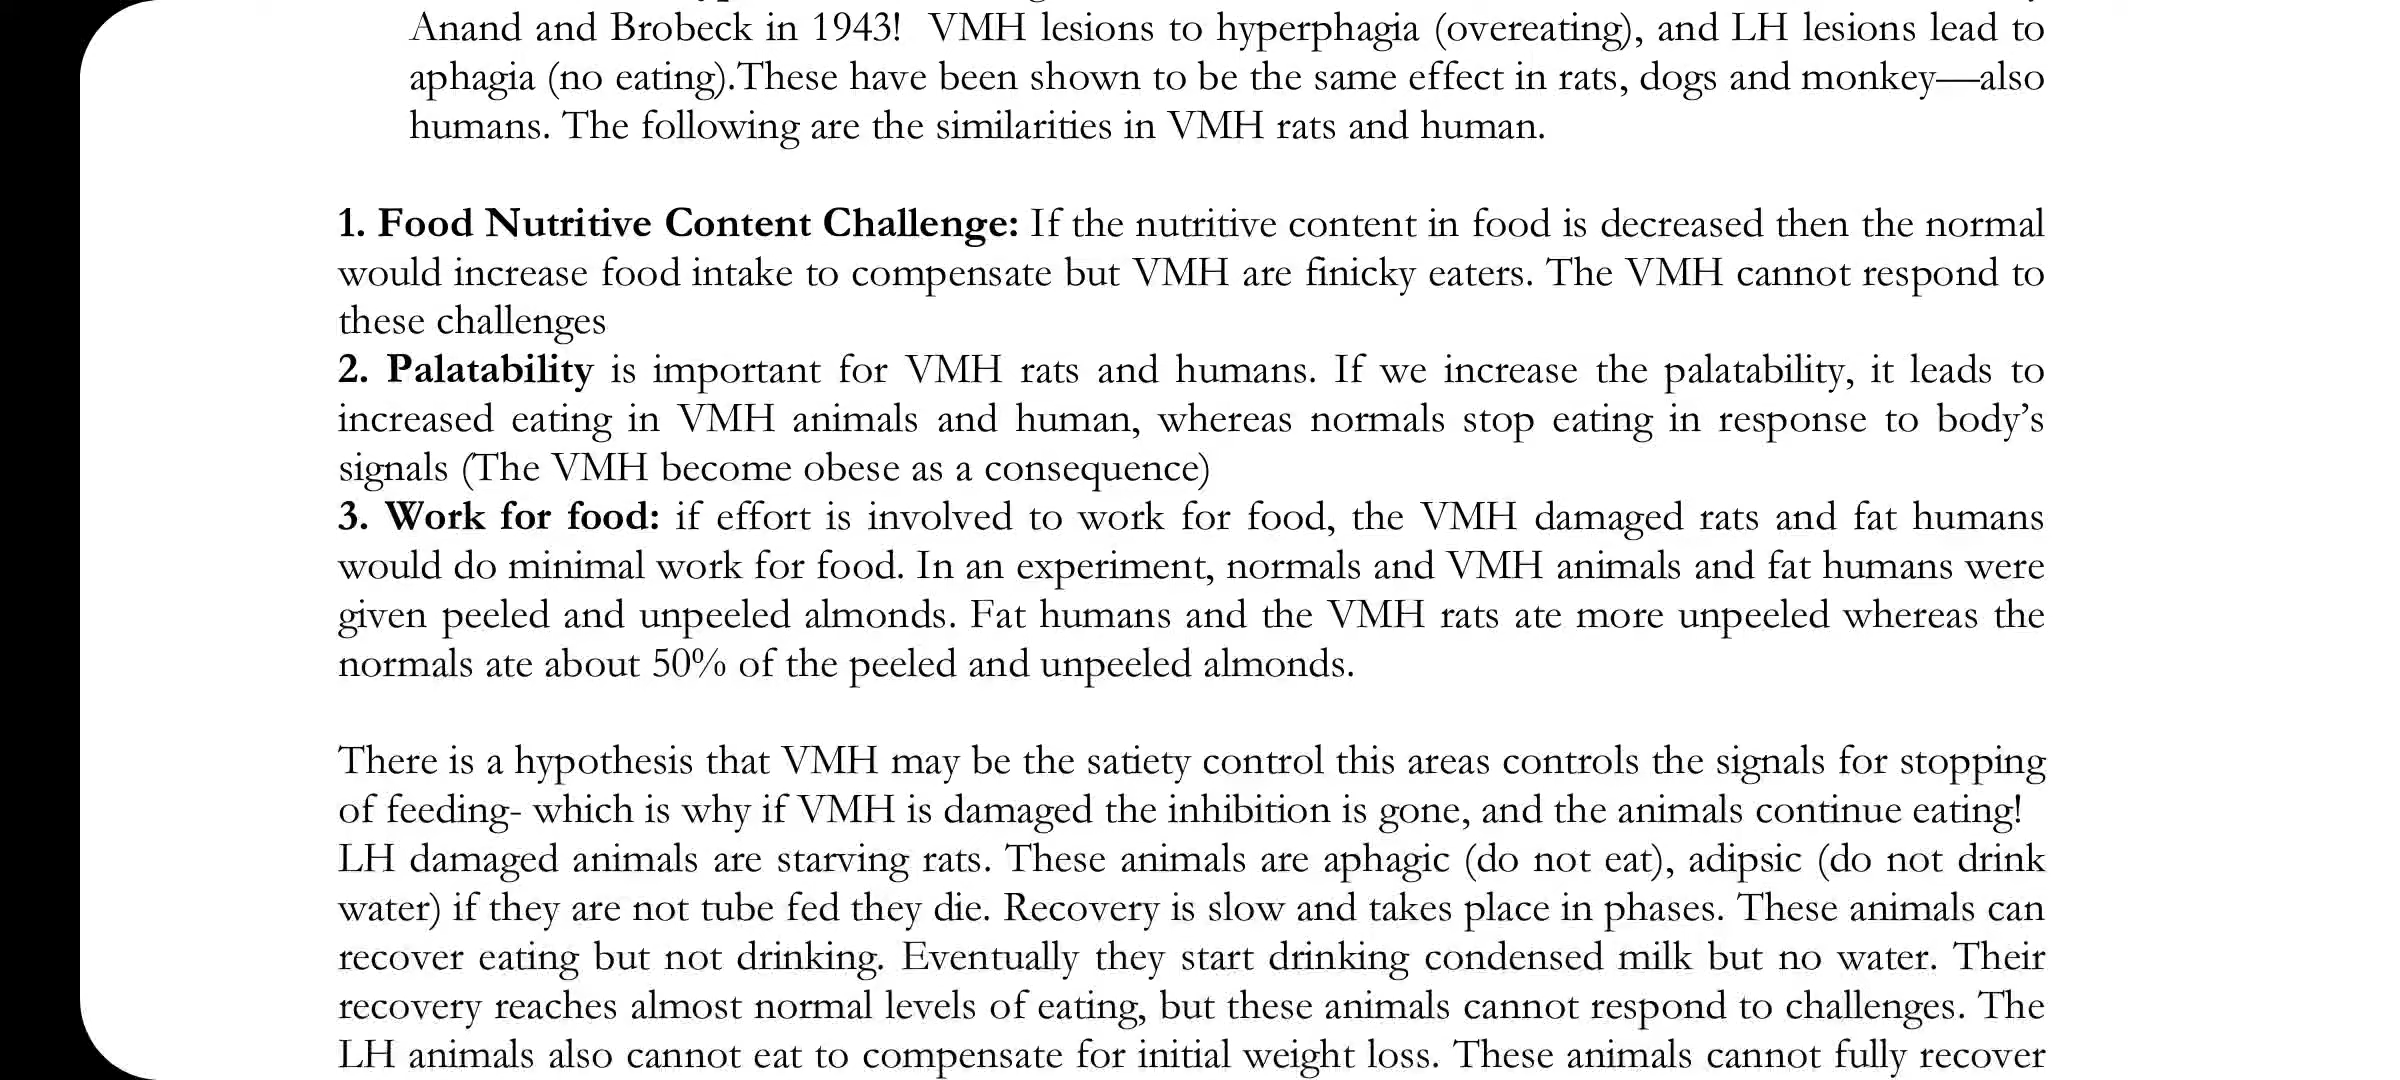 Anand and Brobeck in 1943!  VMH lesions to hyperphagia (overeating), and LH lesions lead to
aphagia (no eating).These have been shown to be the same effect in rats, dogs and monkey—also
humans. The following are the similarities in VMH rats and human.
1. Food Nutritive Content Challenge: If the nutritive content in food is decreased then the normal
would increase food intake to compensate but VMH are finicky eaters. The VMH cannot respond to
these challenges
2. Palatability is important for VMH rats and humans. If we increase the palatability, it leads to
increased eating in VMH animals and human, whereas normals stop eating in response to body’s
signals (The VMH become obese as a consequence)
3. Work for food: if effort is involved to work for food, the VMH damaged rats and fat humans
would do minimal work for food. In an experiment, normals and VMH animals and fat humans were
given peeled and unpeeled almonds. Fat humans and the VMH rats ate more unpeeled whereas the
normals ate about 50% of the peeled and unpeeled almonds.
There is a hypothesis that VMH may be the satiety control this areas controls the signals for stopping
of feeding- which is why if VMH is damaged the inhibition is gone, and the animals continue eating!
LH damaged animals are starving rats. These animals are aphagic (do not eat), adipsic (do not drink
water) if they are not tube fed they die. Recovery is slow and takes place in phases. These animals can
recover eating but not drinking. Eventually they start drinking condensed milk but no water. Their
recovery reaches almost normal levels of eating, but these animals cannot respond to challenges. The
LH animals also cannot eat to compensate for initial weight loss. These animals cannot fully recover